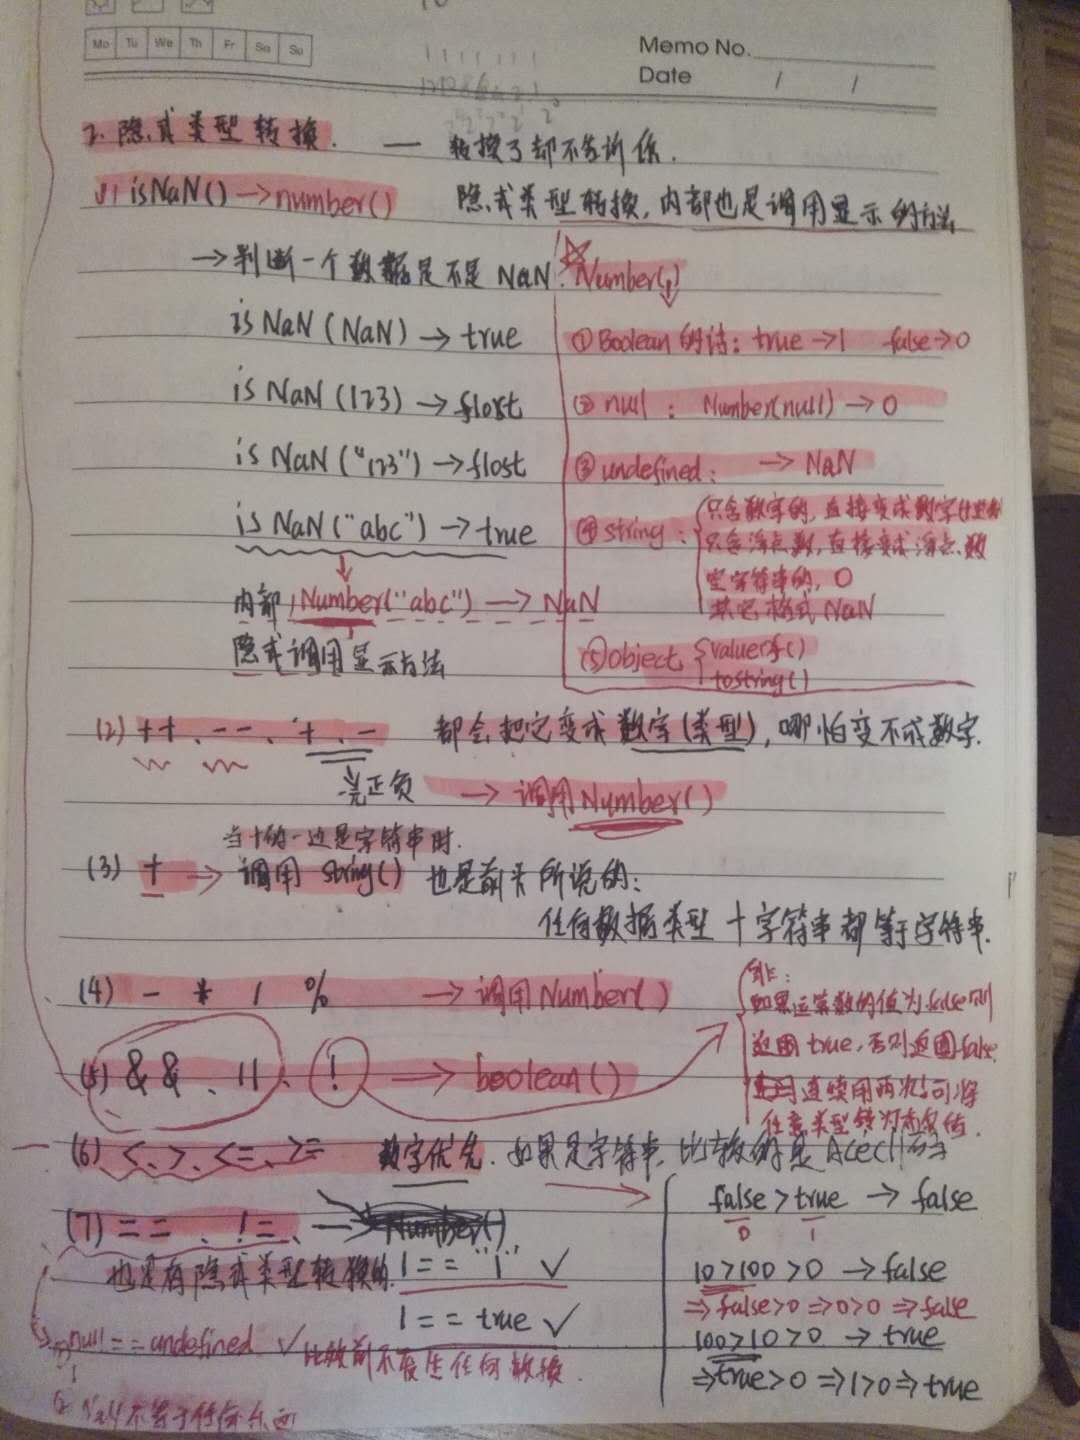 Mo Tu We Th Fr Sa Su
Memo No.
Date / /
2. 隐式类型转换. — 转换了都不告诉你.
(1) isNaN() → number() 隐式类型转换, 内部也是调用显示的方法
→ 判断一个数据是不是 NaN.
isNaN(NaN) → true
isNaN(123) → flost
isNaN("123") → flost
isNaN("abc") → true
内部, Number("abc") → NaN
隐式调用显示方法
☆ Number()
① Boolean 的话: true → 1 false → 0
② null : Number(null) → 0
③ undefined: → NaN
④ string: 只含数字的, 直接变成数字
只含浮点数, 直接变成浮点数
空字符串的, 0
其它格式 NaN
⑤ object valueof()
tostring()
(2) ++、--、+、- 都会把它变成数字(类型), 哪怕变不成数字.
正负 → 调用 Number()
当+的一边是字符串时.
(3) + → 调用 string() 也是前头所说的:
任何数据类型 + 字符串都等于字符串.
(4) - * / % → 调用 Number()
(5) && 、 || 、 ! → boolean()
非:
如果运算数的值为 false 则
返回 true, 否则返回 false.
连续用两次!可将
任意类型转为布尔值.
(6) <、>、<=、>= 数字优先. 如果是字符串, 比较的是
(7) == 、 !=、 → Number()
也是有隐式类型转换的. 1 == "1" ✓
1 == true ✓
null == undefined ✓ 比较前不发生任何转换.
不等于任何东西
false > true → false
0 1
10 > 100 > 0 → false
⇒ false > 0 ⇒ 0 > 0 ⇒ false
100 > 10 > 0 → true
⇒ true > 0 ⇒ 1 > 0 ⇒ true